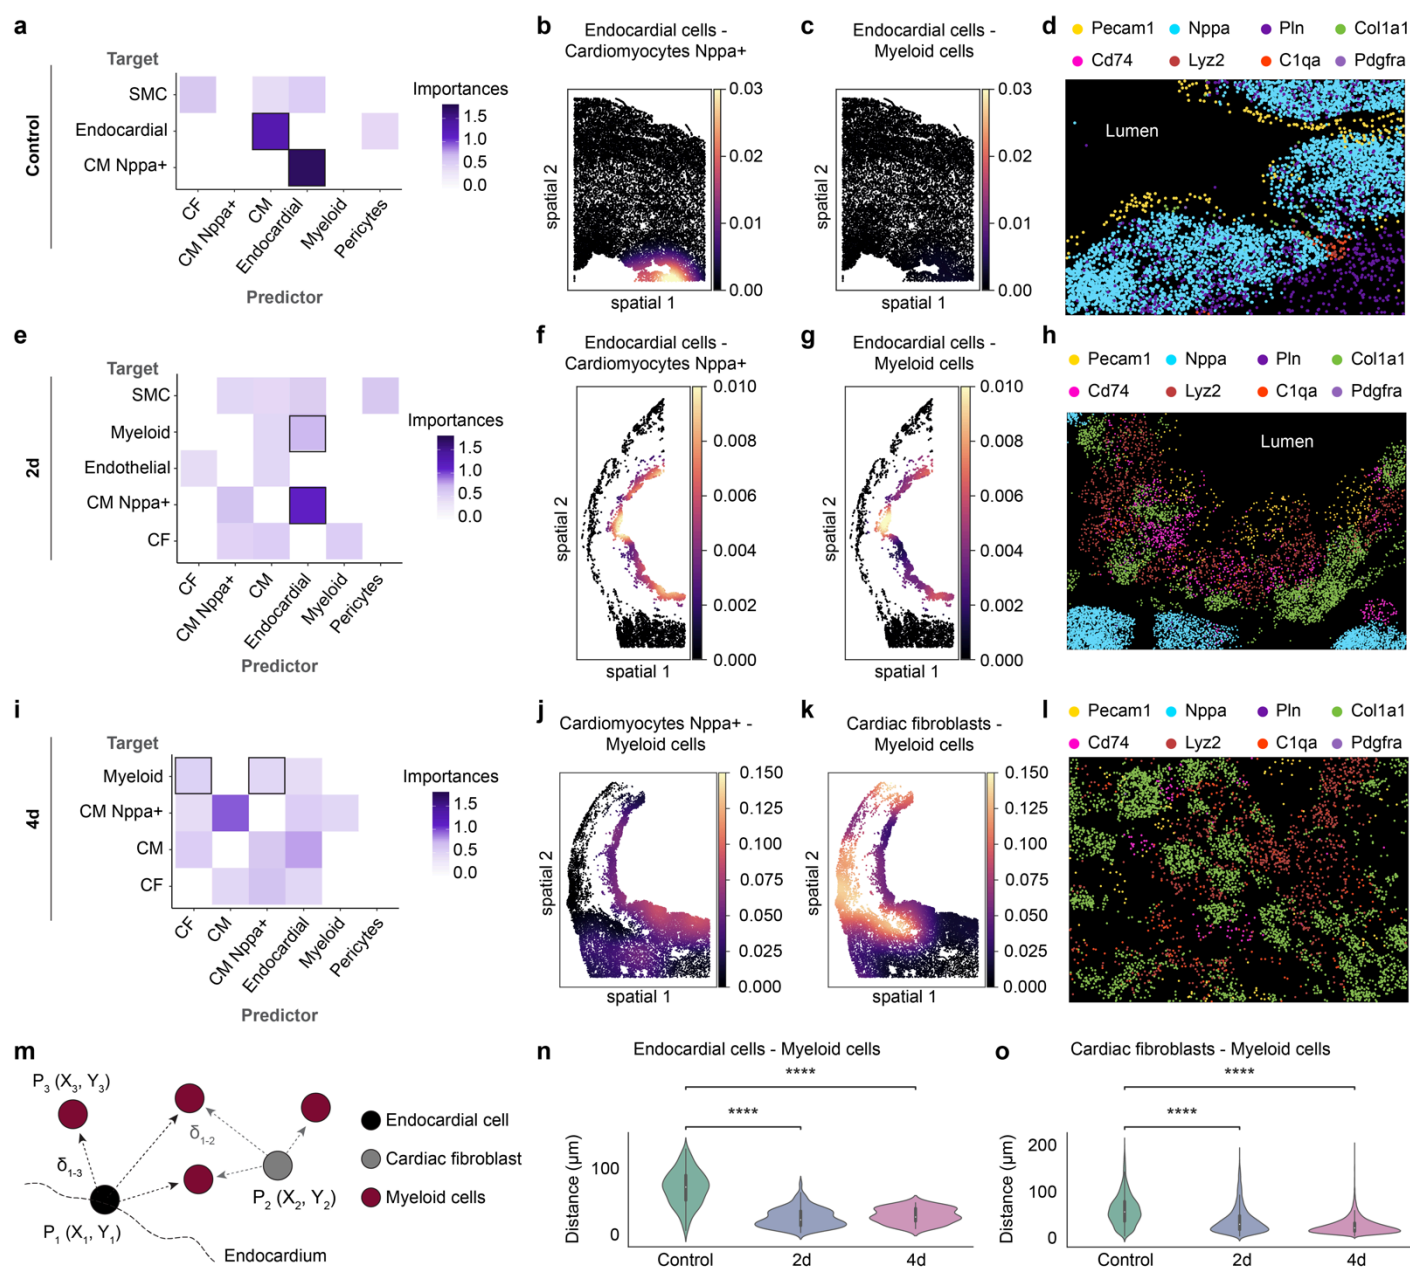 a
Control
Target
SMC
Endocardial
CM Nppa+
CF
CM Nppa+
CM
Endocardial
Myeloid
Pericytes
Predictor
Importances
1.5
1.0
0.5
0.0
b
Endocardial cells -
Cardiomyocytes Nppa+
spatial 2
spatial 1
0.03
0.02
0.01
0.00
c
Endocardial cells -
Myeloid cells
spatial 2
spatial 1
0.03
0.02
0.01
0.00
d
Pecam1 Nppa Pln Col1a1
Cd74 Lyz2 C1qa Pdgfra
Lumen
e
2d
Target
SMC
Myeloid
Endothelial
CM Nppa+
CF
CF
CM Nppa+
CM
Endocardial
Myeloid
Pericytes
Predictor
Importances
1.5
1.0
0.5
0.0
f
Endocardial cells -
Cardiomyocytes Nppa+
spatial 2
spatial 1
0.010
0.008
0.006
0.004
0.002
0.000
g
Endocardial cells -
Myeloid cells
spatial 2
spatial 1
0.010
0.008
0.006
0.004
0.002
0.000
h
Pecam1 Nppa Pln Col1a1
Cd74 Lyz2 C1qa Pdgfra
Lumen
i
4d
Target
Myeloid
CM Nppa+
CM
CF
CF
CM
CM Nppa+
Endocardial
Myeloid
Pericytes
Predictor
Importances
1.5
1.0
0.5
0.0
j
Cardiomyocytes Nppa+ -
Myeloid cells
spatial 2
spatial 1
0.150
0.125
0.100
0.075
0.050
0.025
0.000
k
Cardiac fibroblasts -
Myeloid cells
spatial 2
spatial 1
0.150
0.125
0.100
0.075
0.050
0.025
0.000
l
Pecam1 Nppa Pln Col1a1
Cd74 Lyz2 C1qa Pdgfra
m
P3 (X3, Y3)
δ1-2
δ1-3
P2 (X2, Y2)
P1 (X1, Y1)
Endocardium
Endocardial cell
Cardiac fibroblast
Myeloid cells
n
Endocardial cells - Myeloid cells
****
****
Distance (µm)
100
0
Control 2d 4d
o
Cardiac fibroblasts - Myeloid cells
****
****
Distance (µm)
200
100
0
Control 2d 4d